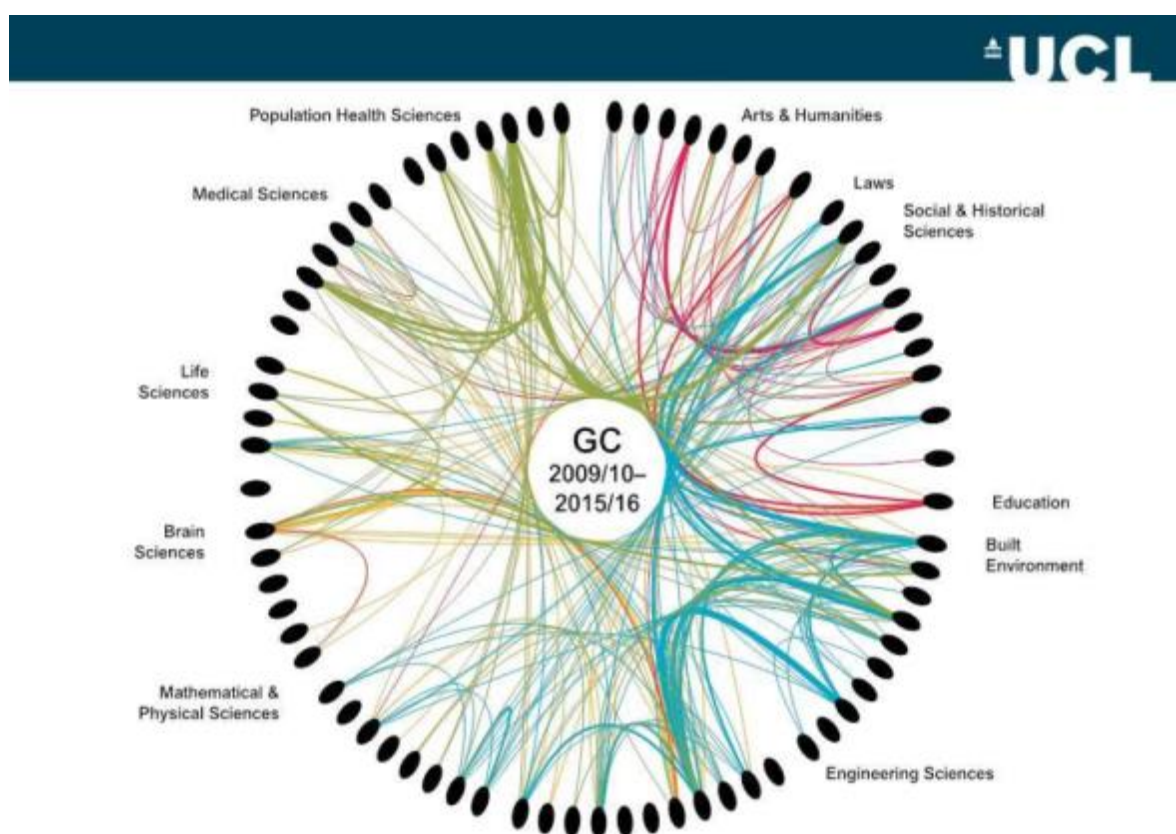 UCL
Population Health Sciences
Arts & Humanities
Medical Sciences
Laws
Social & Historical
Sciences
Life
Sciences
GC
2009/10–
2015/16
Education
Brain
Sciences
Built
Environment
Mathematical &
Physical Sciences
Engineering Sciences